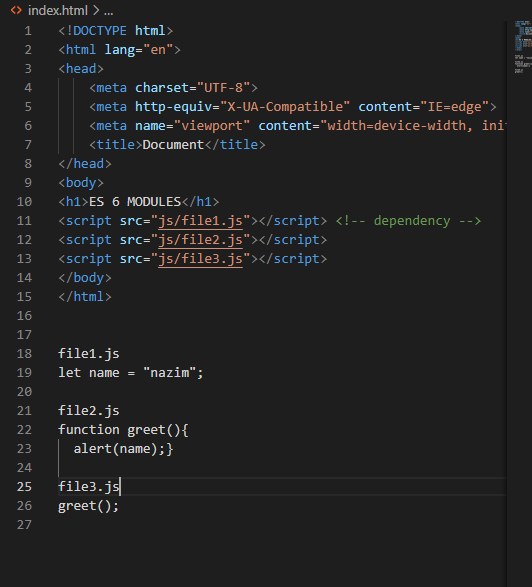 index.html > ...
1 <!DOCTYPE html>
2 <html lang="en">
3 <head>
4 <meta charset="UTF-8">
5 <meta http-equiv="X-UA-Compatible" content="IE=edge">
6 <meta name="viewport" content="width=device-width, init
7 <title>Document</title>
8 </head>
9 <body>
10 <h1>ES 6 MODULES</h1>
11 <script src="js/file1.js"></script> <!-- dependency -->
12 <script src="js/file2.js"></script>
13 <script src="js/file3.js"></script>
14 </body>
15 </html>
16
17
18 file1.js
19 let name = "nazim";
20
21 file2.js
22 function greet(){
23 alert(name);}
24
25 file3.js
26 greet();
27